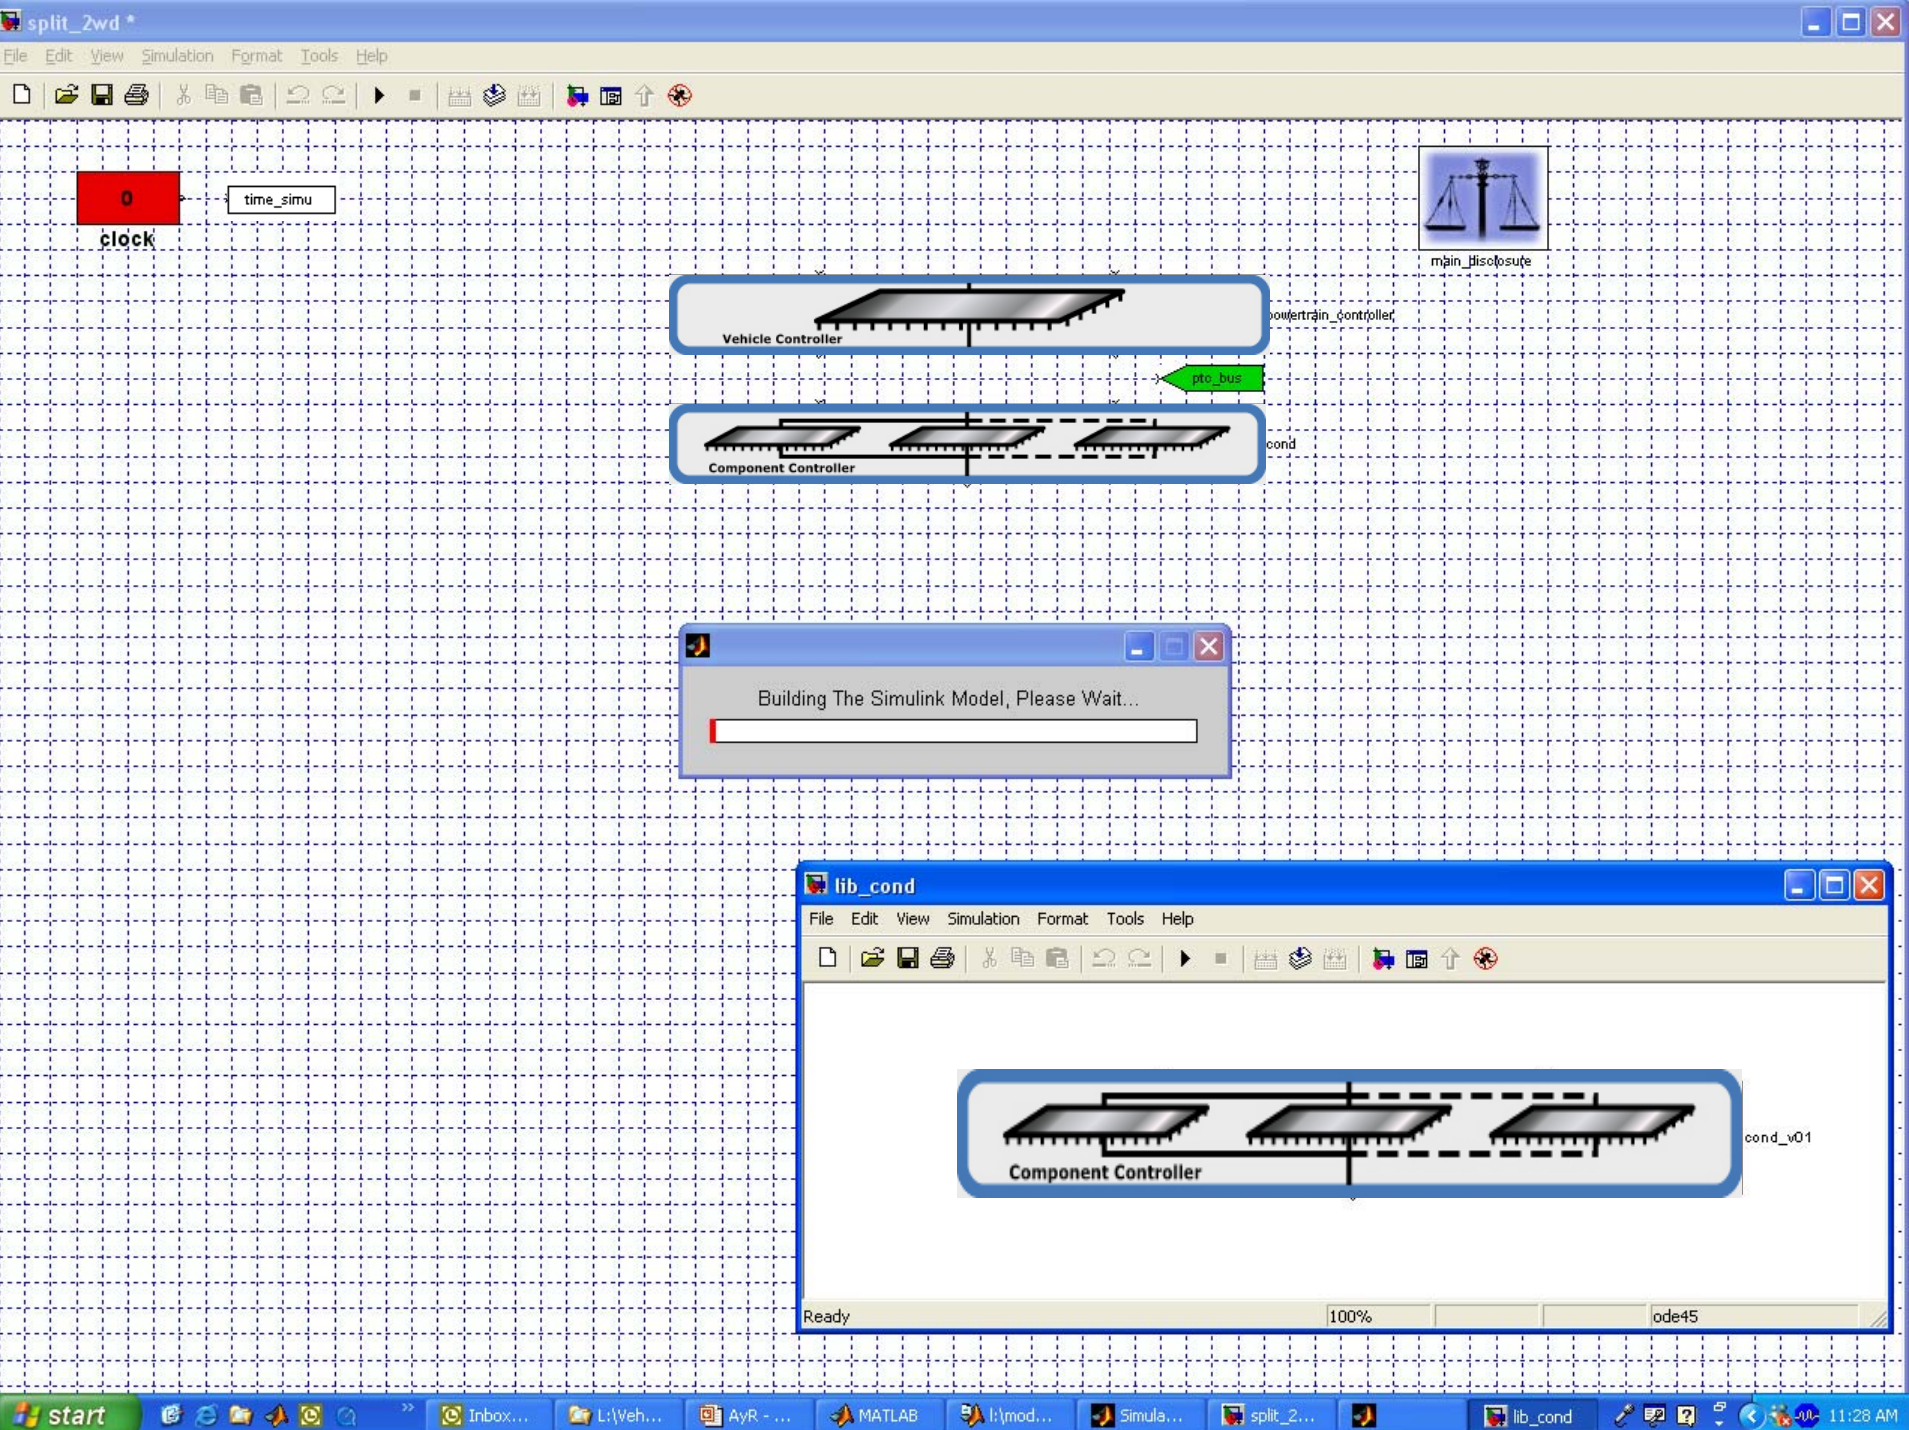 split_2wd *
File Edit View Simulation Format Tools Help
0
time_simu
clock
main_disclosure
Vehicle Controller
powertrain_controller
pto_bus
Component Controller
cond
Building The Simulink Model, Please Wait...
lib_cond
File Edit View Simulation Format Tools Help
Component Controller
cond_v01
Ready 100% ode45
start Inbox... L:\Veh... AyR - ... MATLAB I:\mod... Simula... split_2... lib_cond 11:28 AM